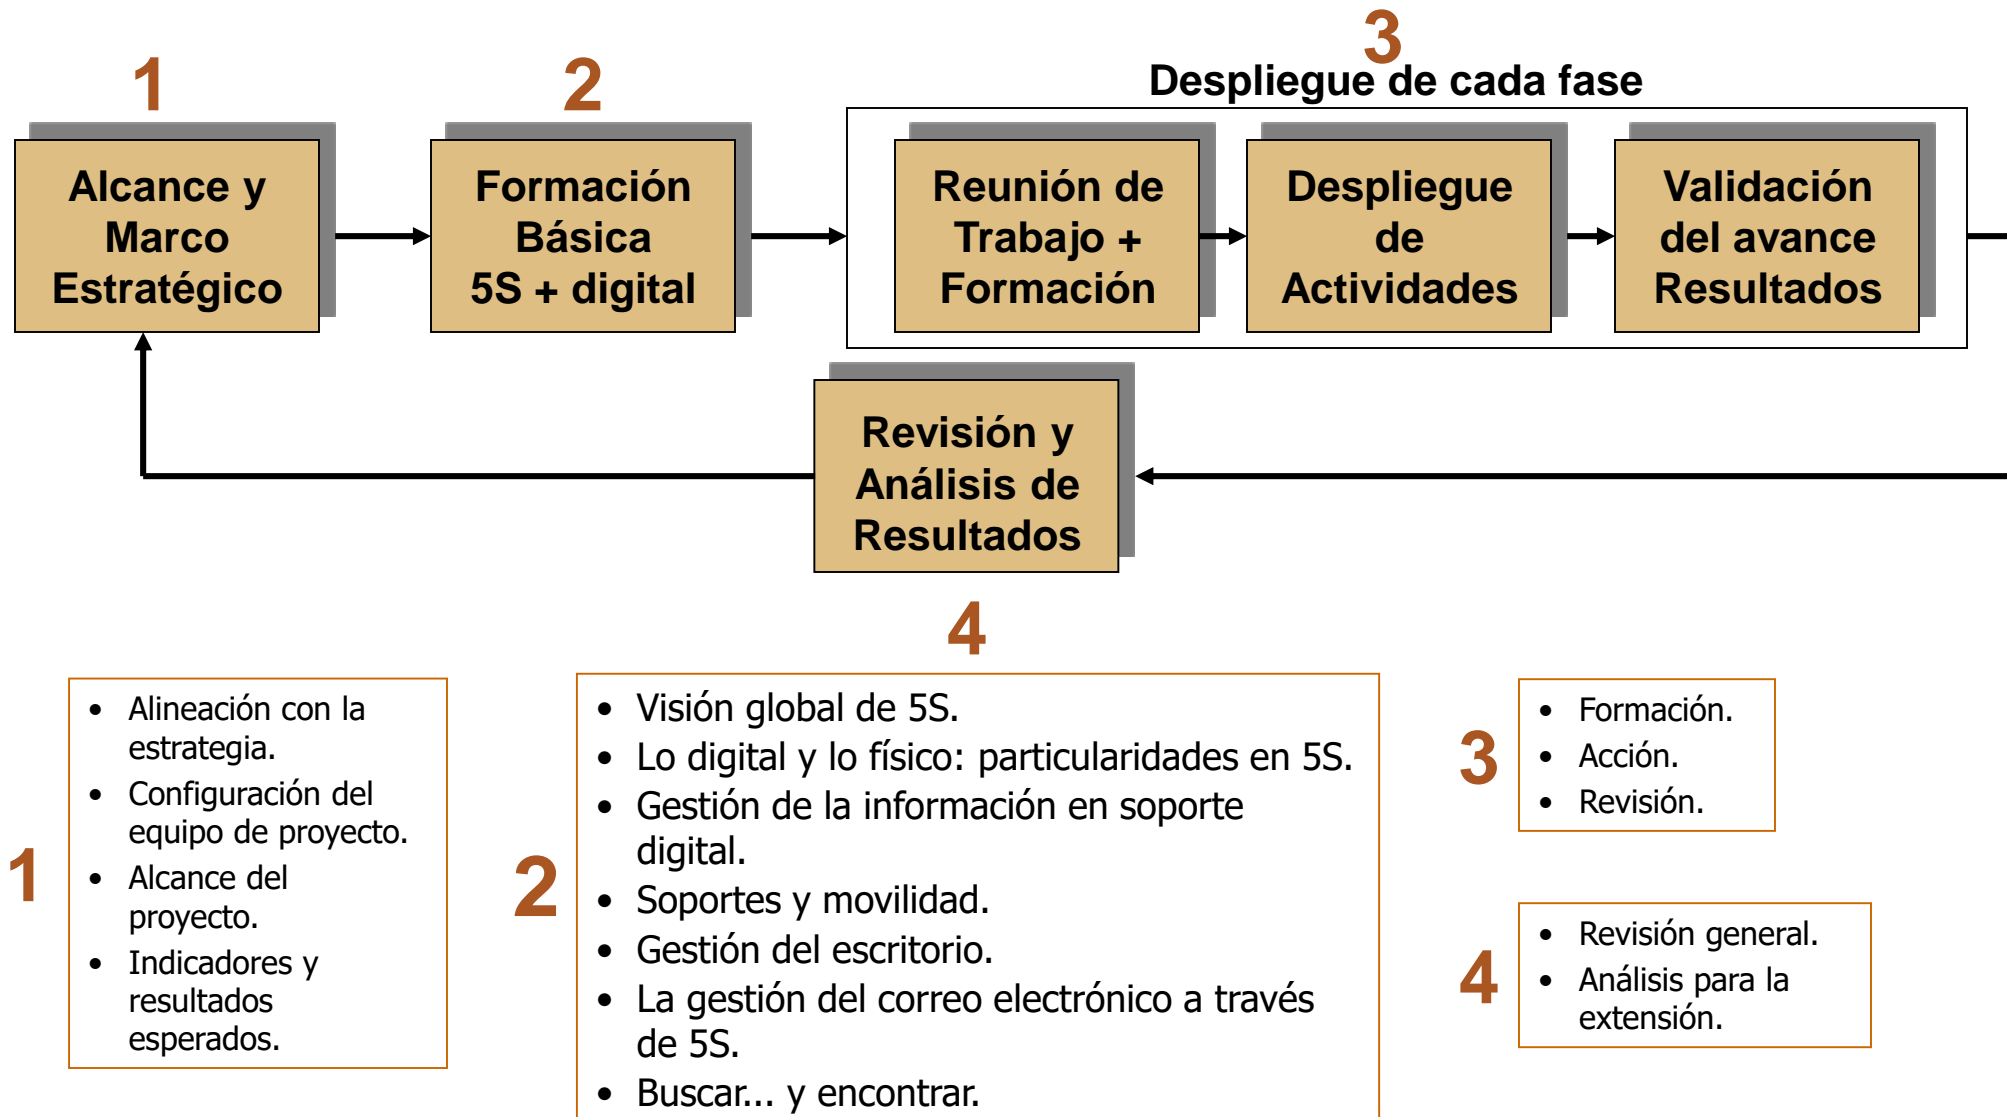 3
1
2
Despliegue de cada fase
Alcance y
Marco
Estratégico
Formación
Básica
5S + digital
Reunión de
Trabajo +
Formación
Despliegue
de
Actividades
Validación
del avance
Resultados
Revisión y
Análisis de
Resultados
4
1
• Alineación con la
estrategia.
• Configuración del
equipo de proyecto.
• Alcance del
proyecto.
• Indicadores y
resultados
esperados.
2
• Visión global de 5S.
• Lo digital y lo físico: particularidades en 5S.
• Gestión de la información en soporte
digital.
• Soportes y movilidad.
• Gestión del escritorio.
• La gestión del correo electrónico a través
de 5S.
• Buscar... y encontrar.
3
• Formación.
• Acción.
• Revisión.
4
• Revisión general.
• Análisis para la
extensión.